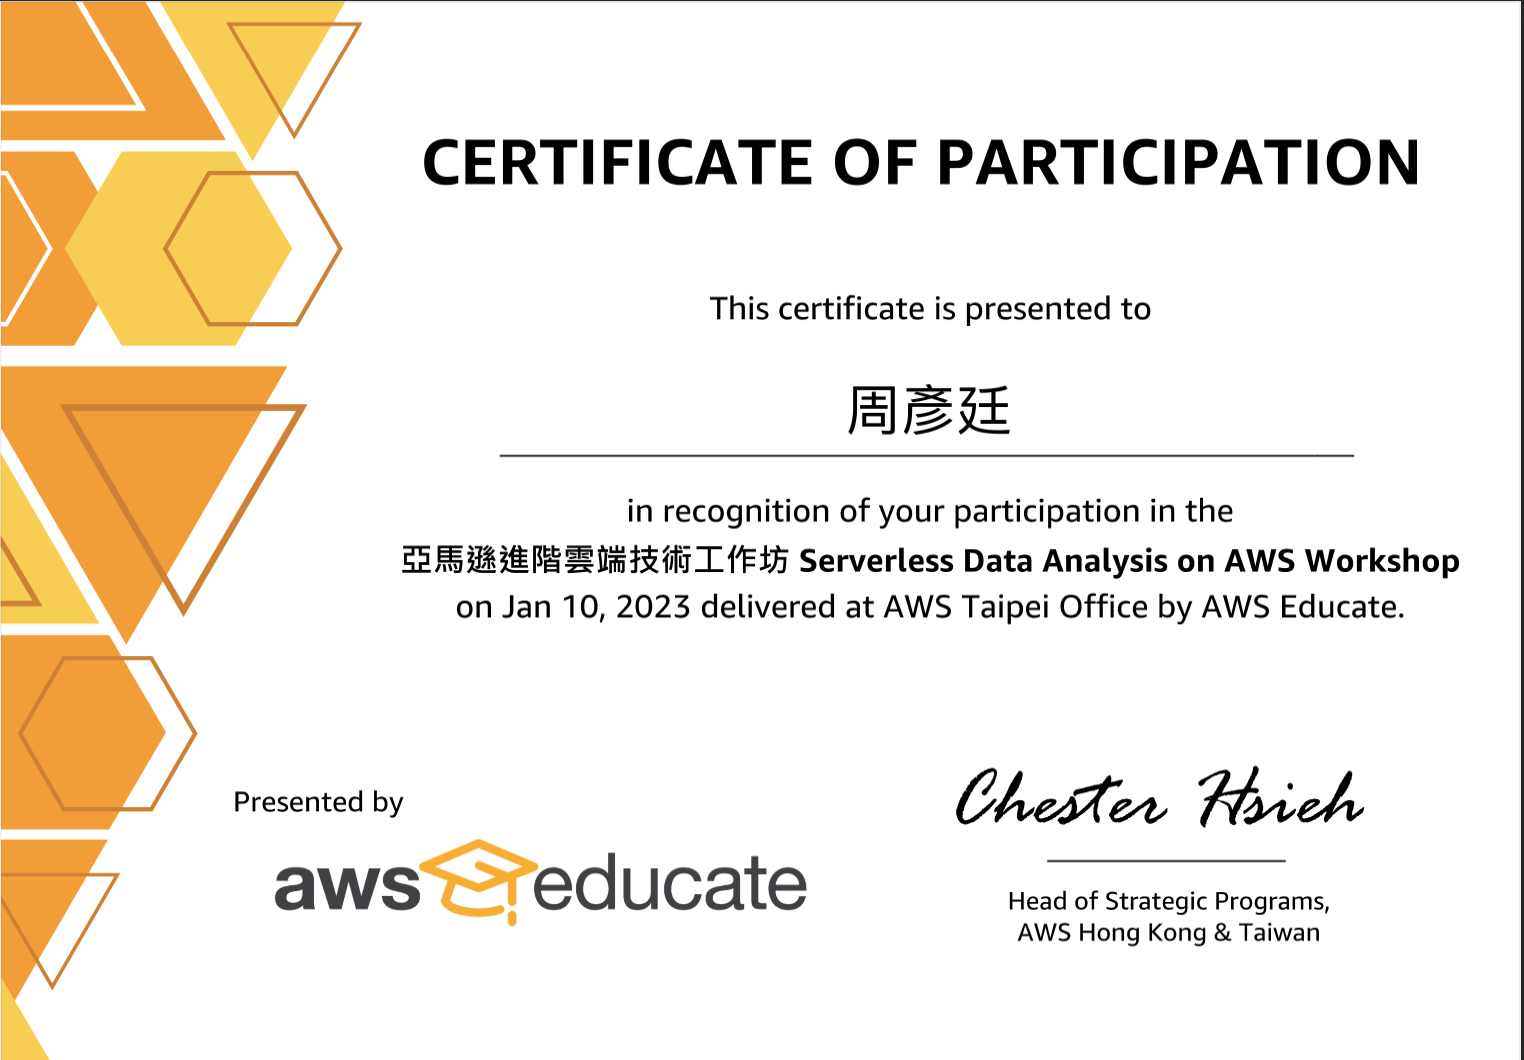 CERTIFICATE OF PARTICIPATION
This certificate is presented to
周彥廷
in recognition of your participation in the
亞馬遜進階雲端技術工作坊 Serverless Data Analysis on AWS Workshop
on Jan 10, 2023 delivered at AWS Taipei Office by AWS Educate.
Presented by
aws educate
Chester Hsieh
Head of Strategic Programs,
AWS Hong Kong & Taiwan